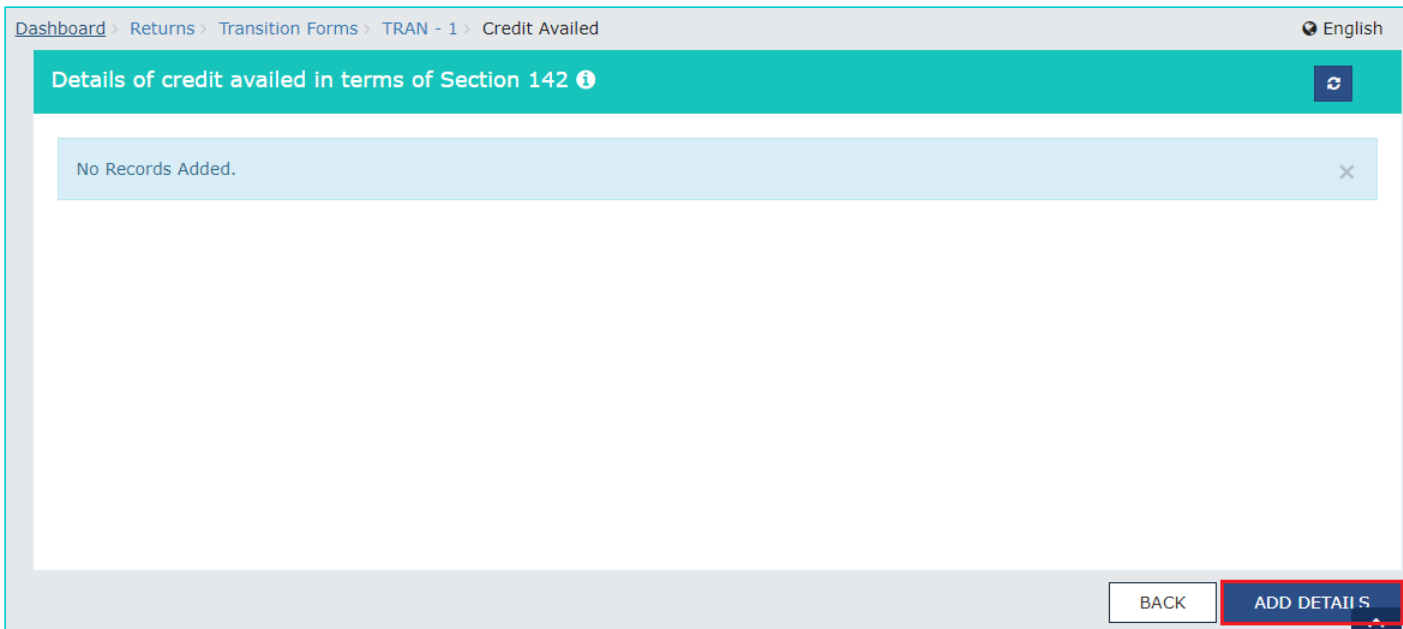 Dashboard > Returns > Transition Forms > TRAN - 1 > Credit Availed English
Details of credit availed in terms of Section 142
No Records Added.
BACK ADD DETAILS